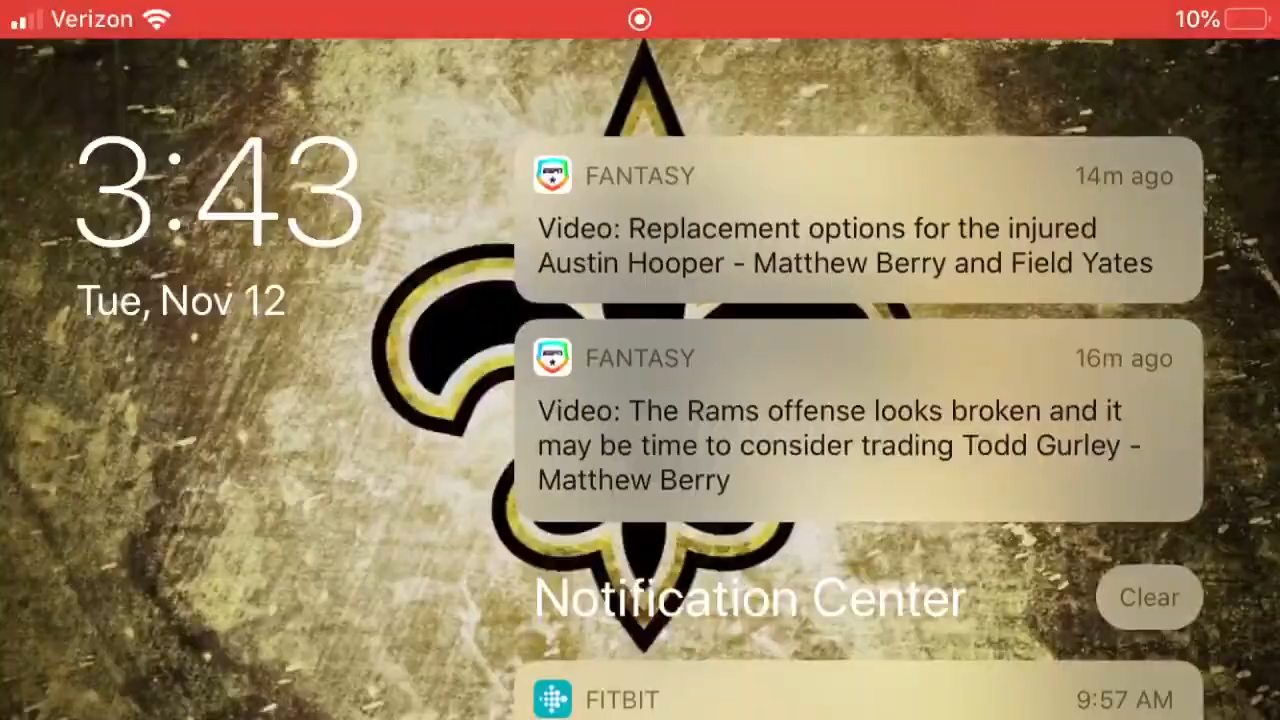 Verizon
10%
3:43
Tue, Nov 12
FANTASY
14m ago
Video: Replacement options for the injured
Austin Hooper - Matthew Berry and Field Yates
FANTASY
16m ago
Video: The Rams offense looks broken and it
may be time to consider trading Todd Gurley -
Matthew Berry
Notification Center
Clear
FITBIT
9:57 AM